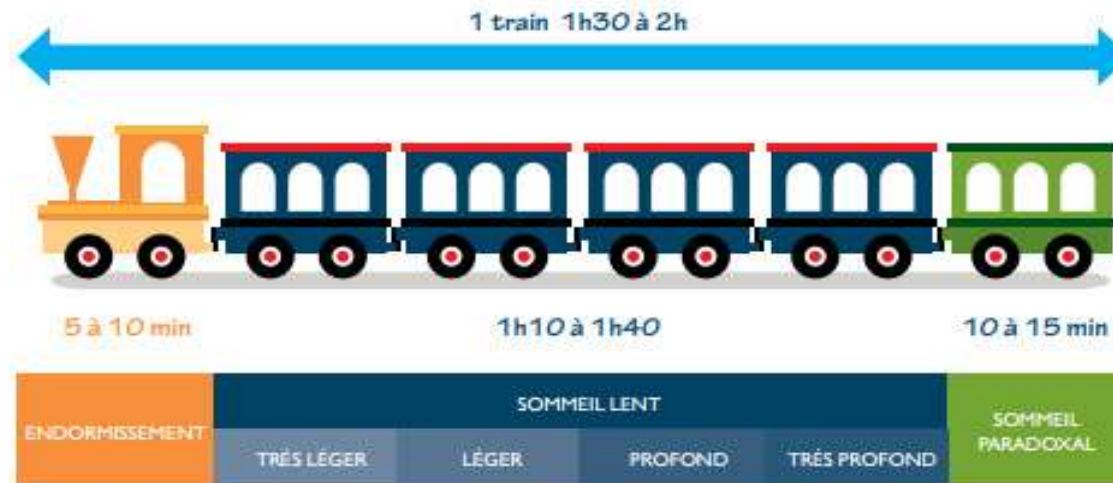 1 train 1h30 à 2h
5 à 10 min
1h10 à 1h40
10 à 15 min
ENDORMISSEMENT
SOMMEIL LENT
TRÉS LÉGER
LÉGER
PROFOND
TRÉS PROFOND
SOMMEIL
PARADOXAL